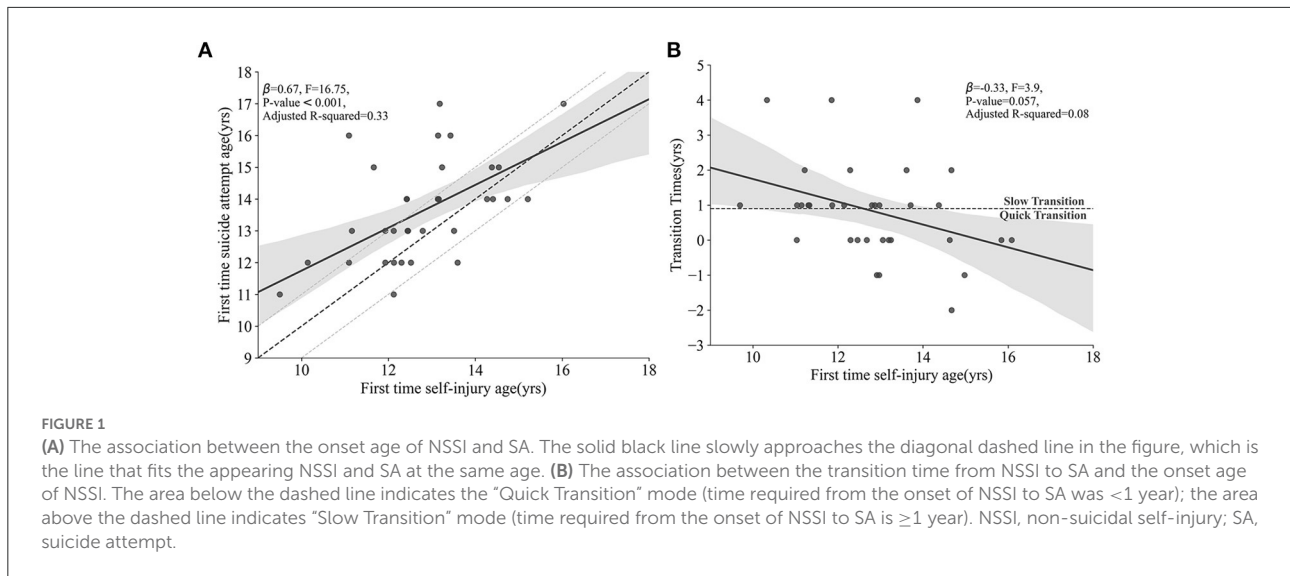 A
β=0.67, F=16.75,
P-value < 0.001,
Adjusted R-squared=0.33
First time suicide attempt age(yrs)
18
17
16
15
14
13
12
11
10
9
10 12 14 16 18
First time self-injury age(yrs)
B
β=-0.33, F=3.9,
P-value=0.057,
Adjusted R-squared=0.08
Transition Times(yrs)
5
4
3
2
1
0
−1
−2
−3
Slow Transition
Quick Transition
10 12 14 16 18
First time self-injury age(yrs)
FIGURE 1
(A) The association between the onset age of NSSI and SA. The solid black line slowly approaches the diagonal dashed line in the figure, which is
the line that fits the appearing NSSI and SA at the same age. (B) The association between the transition time from NSSI to SA and the onset age
of NSSI. The area below the dashed line indicates the "Quick Transition" mode (time required from the onset of NSSI to SA was <1 year); the area
above the dashed line indicates "Slow Transition" mode (time required from the onset of NSSI to SA is ≥1 year). NSSI, non-suicidal self-injury; SA,
suicide attempt.